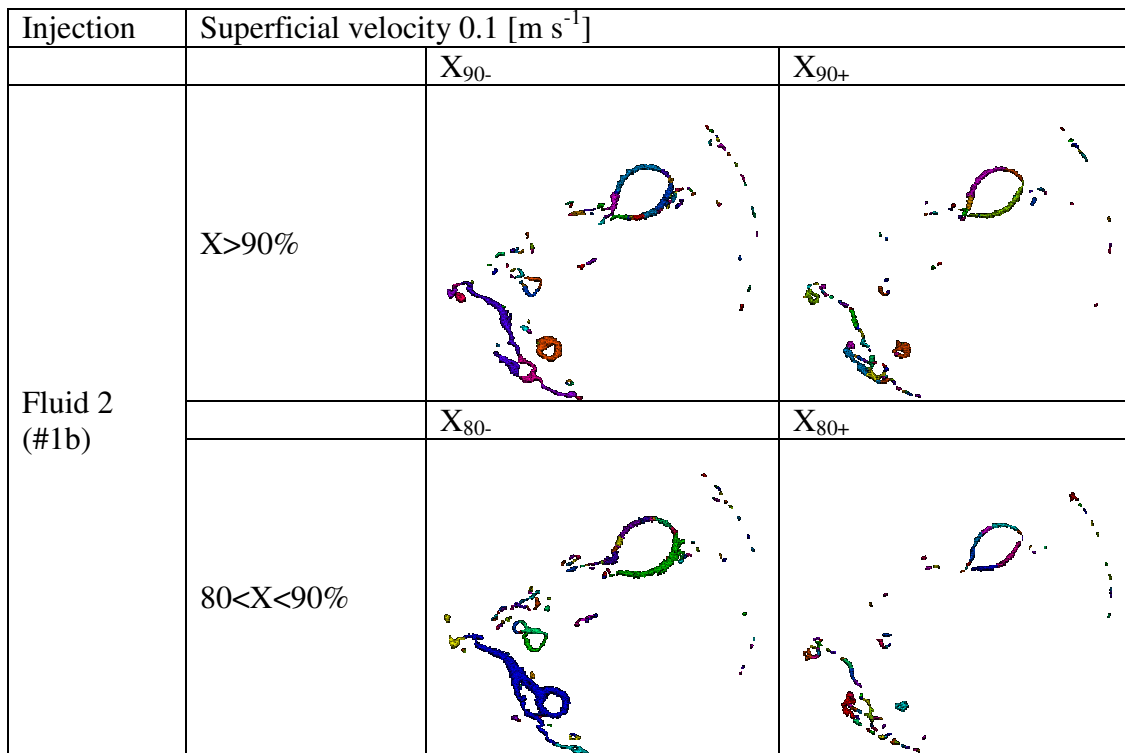 Injection
Superficial velocity 0.1 [m s⁻¹]
X₉₀₋
X₉₀₊
Fluid 2
(#1b)
X>90%
X₈₀₋
X₈₀₊
80<X<90%